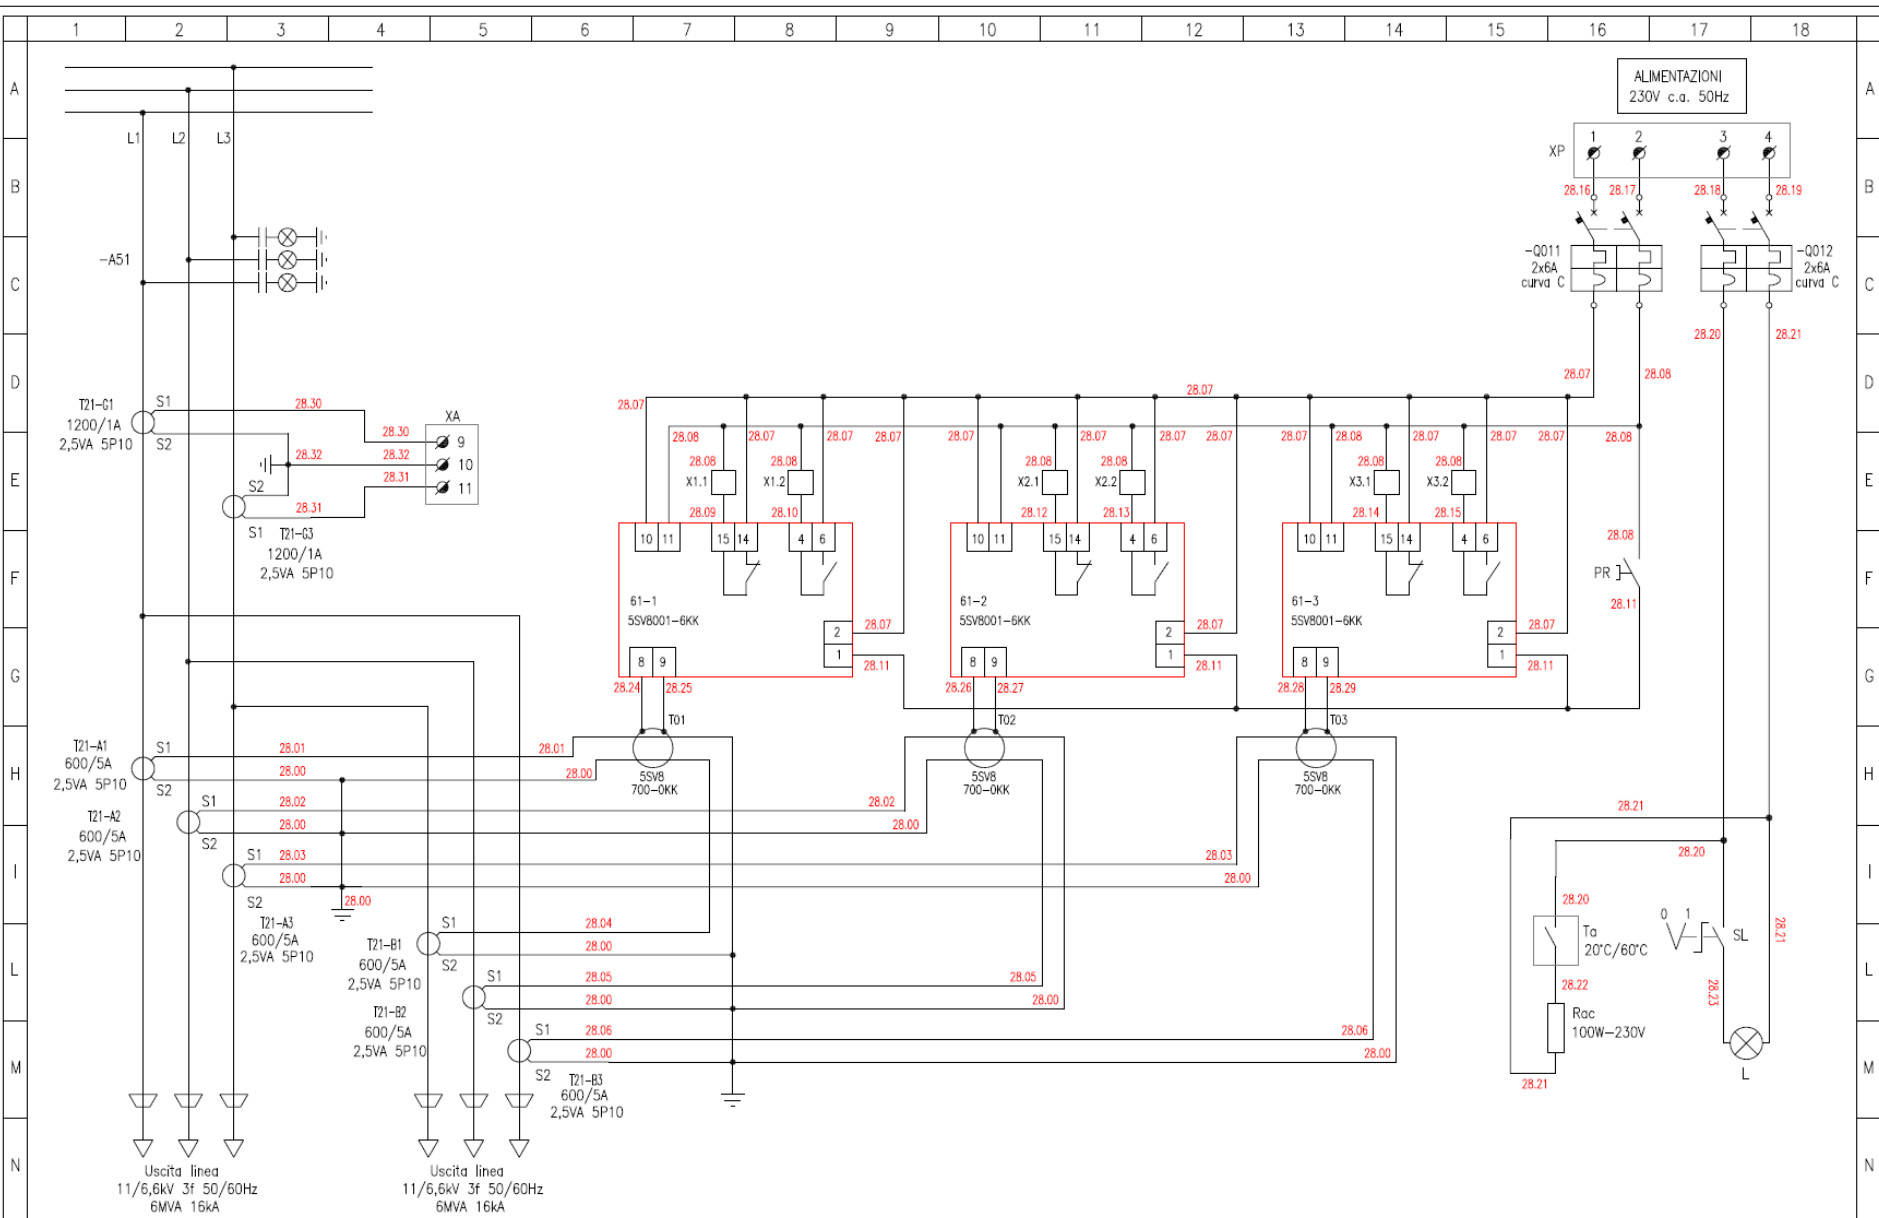 1 2 3 4 5 6 7 8 9 10 11 12 13 14 15 16 17 18
A A
ALIMENTAZIONI
230V c.a. 50Hz
L1 L2 L3
1 2 3 4
XP
B B
28.16 28.17 28.18 28.19
-A51
-Q011
2x6A
curva C
-Q012
2x6A
curva C
C C
28.20 28.21
D D
28.07 28.07 28.07 28.08
T21-G1
1200/1A
2,5VA 5P10
S1
S2
28.30
28.30
XA
9
10
11
28.32 28.32
28.31
28.31
S2
S1
T21-G3
1200/1A
2,5VA 5P10
28.08 28.07 28.07 28.07 28.07 28.07 28.07 28.07 28.07 28.08 28.07 28.07 28.07 28.08
28.08 28.08 28.08 28.08 28.08 28.08
E E
X1.1 X1.2 X2.1 X2.2 X3.1 X3.2
28.09 28.10 28.12 28.13 28.14 28.15
10 11 15 14 4 6
10 11 15 14 4 6
10 11 15 14 4 6
28.08
PR
28.11
F F
61-1
5SV8001-6KK
61-2
5SV8001-6KK
61-3
5SV8001-6KK
2 28.07 2 28.07 2 28.07
1 28.11 1 28.11 1 28.11
8 9 8 9 8 9
G G
28.24 28.25 28.26 28.27 28.28 28.29
T01 T02 T03
T21-A1
600/5A
2,5VA 5P10
S1
S2
28.01 28.01
28.00 28.00
5SV8
700-0KK
5SV8
700-0KK
5SV8
700-0KK
H H
T21-A2
600/5A
2,5VA 5P10
S1
S2
28.02 28.02
28.00 28.00
28.21
28.20
S1
S2
28.03 28.03
28.00 28.00
28.00
I I
T21-A3
600/5A
2,5VA 5P10
28.20
Ta
20°C/60°C
0 1
SL
28.21
T21-B1
600/5A
2,5VA 5P10
S1
S2
28.04
28.00
L L
S1
S2
28.05 28.05
28.00 28.00
28.22
28.23
T21-B2
600/5A
2,5VA 5P10
Rac
100W-230V
S1
S2
28.06 28.06
28.00 28.00
M M
T21-B3
600/5A
2,5VA 5P10
28.21
L
N N
Uscita linea
11/6,6kV 3f 50/60Hz
6MVA 16kA
Uscita linea
11/6,6kV 3f 50/60Hz
6MVA 16kA